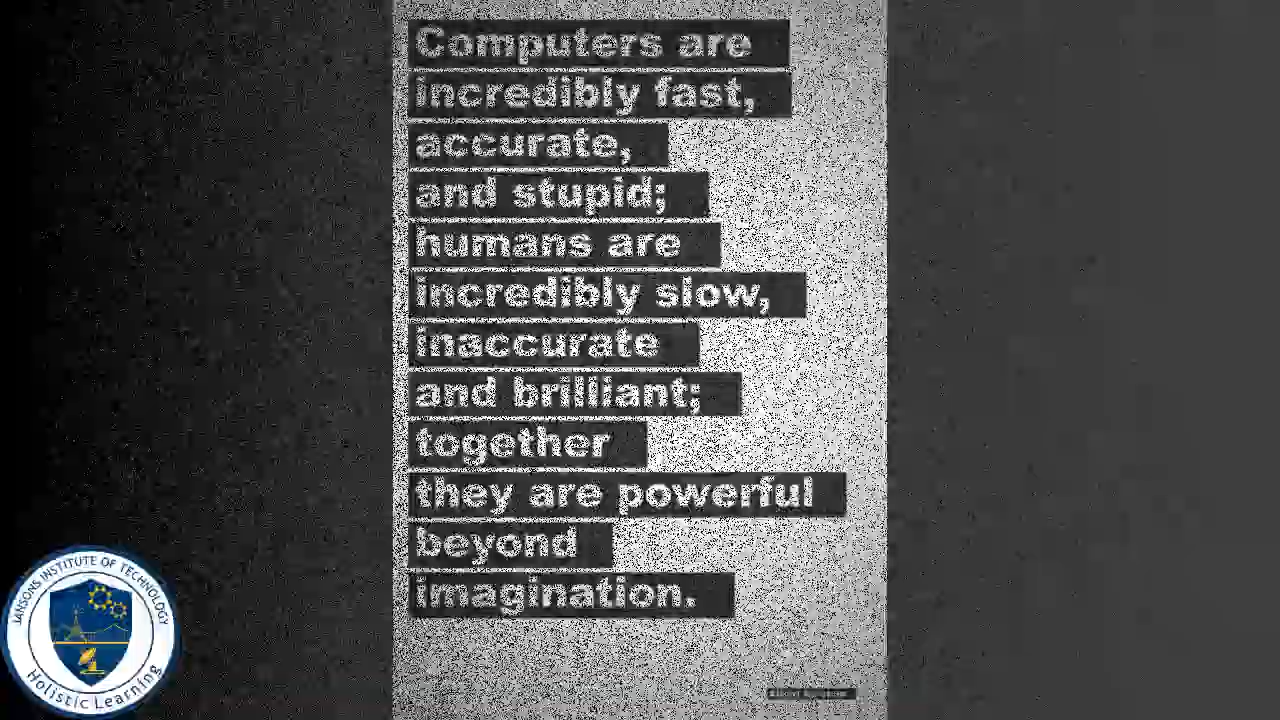 Computers are
incredibly fast,
accurate,
and stupid;
humans are
incredibly slow,
inaccurate
and brilliant;
together
they are powerful
beyond
imagination.
JANSONS INSTITUTE OF TECHNOLOGY
Holistic Learning